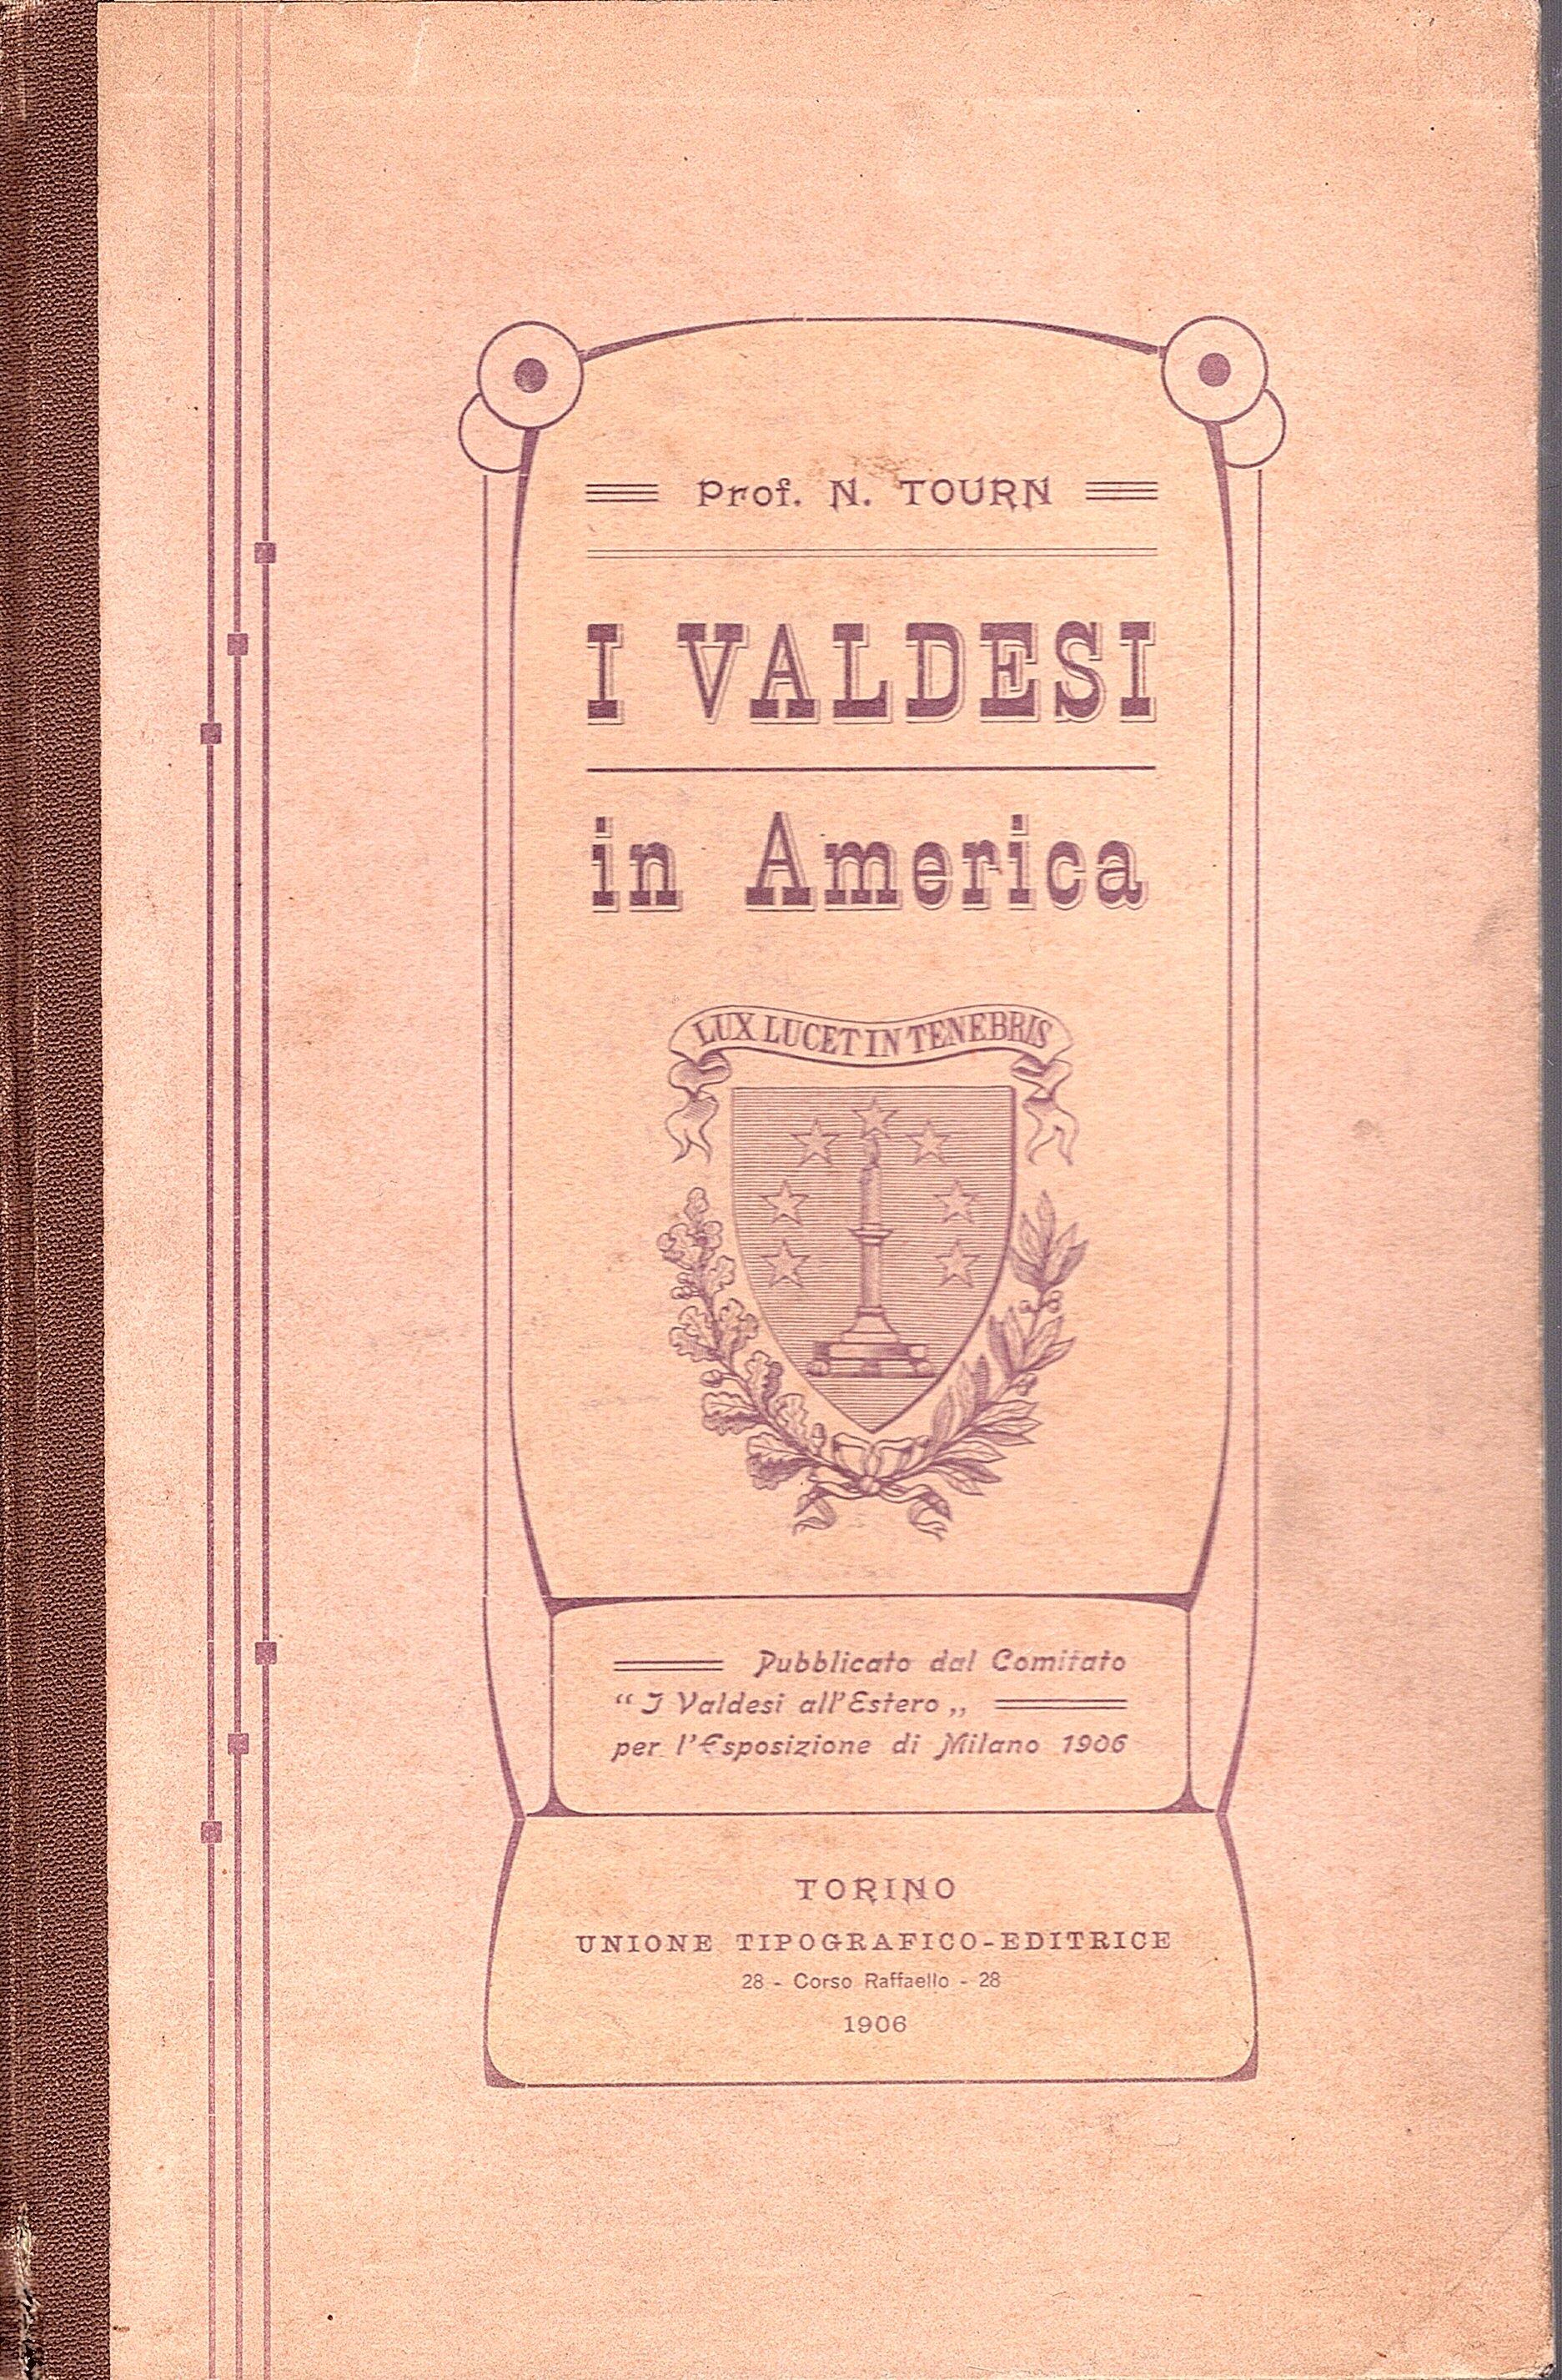 Prof. N. TOURN
I VALDESI
in America
LUX LUCET IN TENEBRIS
Pubblicato dal Comitato
“ I Valdesi all'Estero „
per l'Esposizione di Milano 1906
TORINO
UNIONE TIPOGRAFICO-EDITRICE
28 - Corso Raffaello - 28
1906